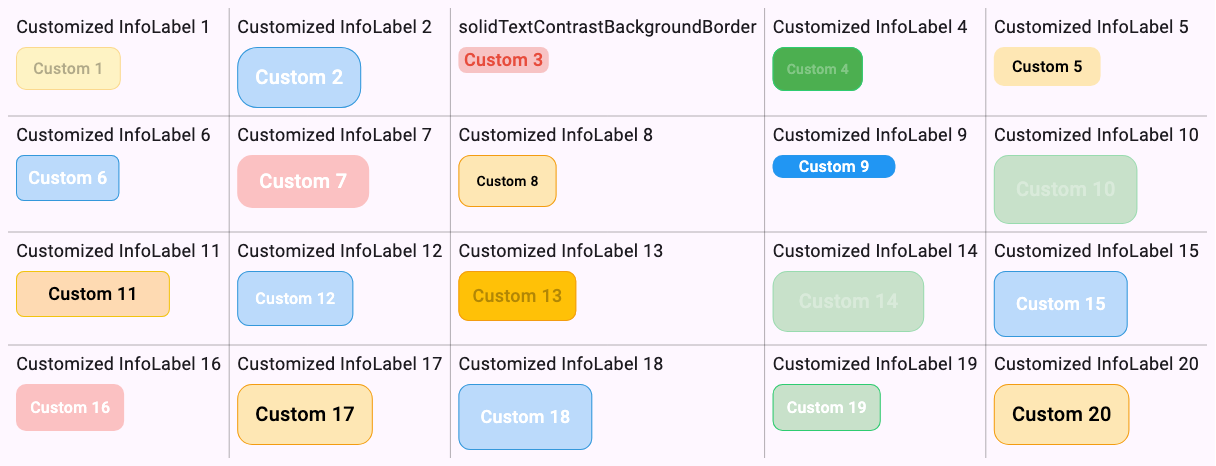 Customized InfoLabel 1
Custom 1
Customized InfoLabel 2
Custom 2
solidTextContrastBackgroundBorder
Custom 3
Customized InfoLabel 4
Custom 4
Customized InfoLabel 5
Custom 5
Customized InfoLabel 6
Custom 6
Customized InfoLabel 7
Custom 7
Customized InfoLabel 8
Custom 8
Customized InfoLabel 9
Custom 9
Customized InfoLabel 10
Custom 10
Customized InfoLabel 11
Custom 11
Customized InfoLabel 12
Custom 12
Customized InfoLabel 13
Custom 13
Customized InfoLabel 14
Custom 14
Customized InfoLabel 15
Custom 15
Customized InfoLabel 16
Custom 16
Customized InfoLabel 17
Custom 17
Customized InfoLabel 18
Custom 18
Customized InfoLabel 19
Custom 19
Customized InfoLabel 20
Custom 20